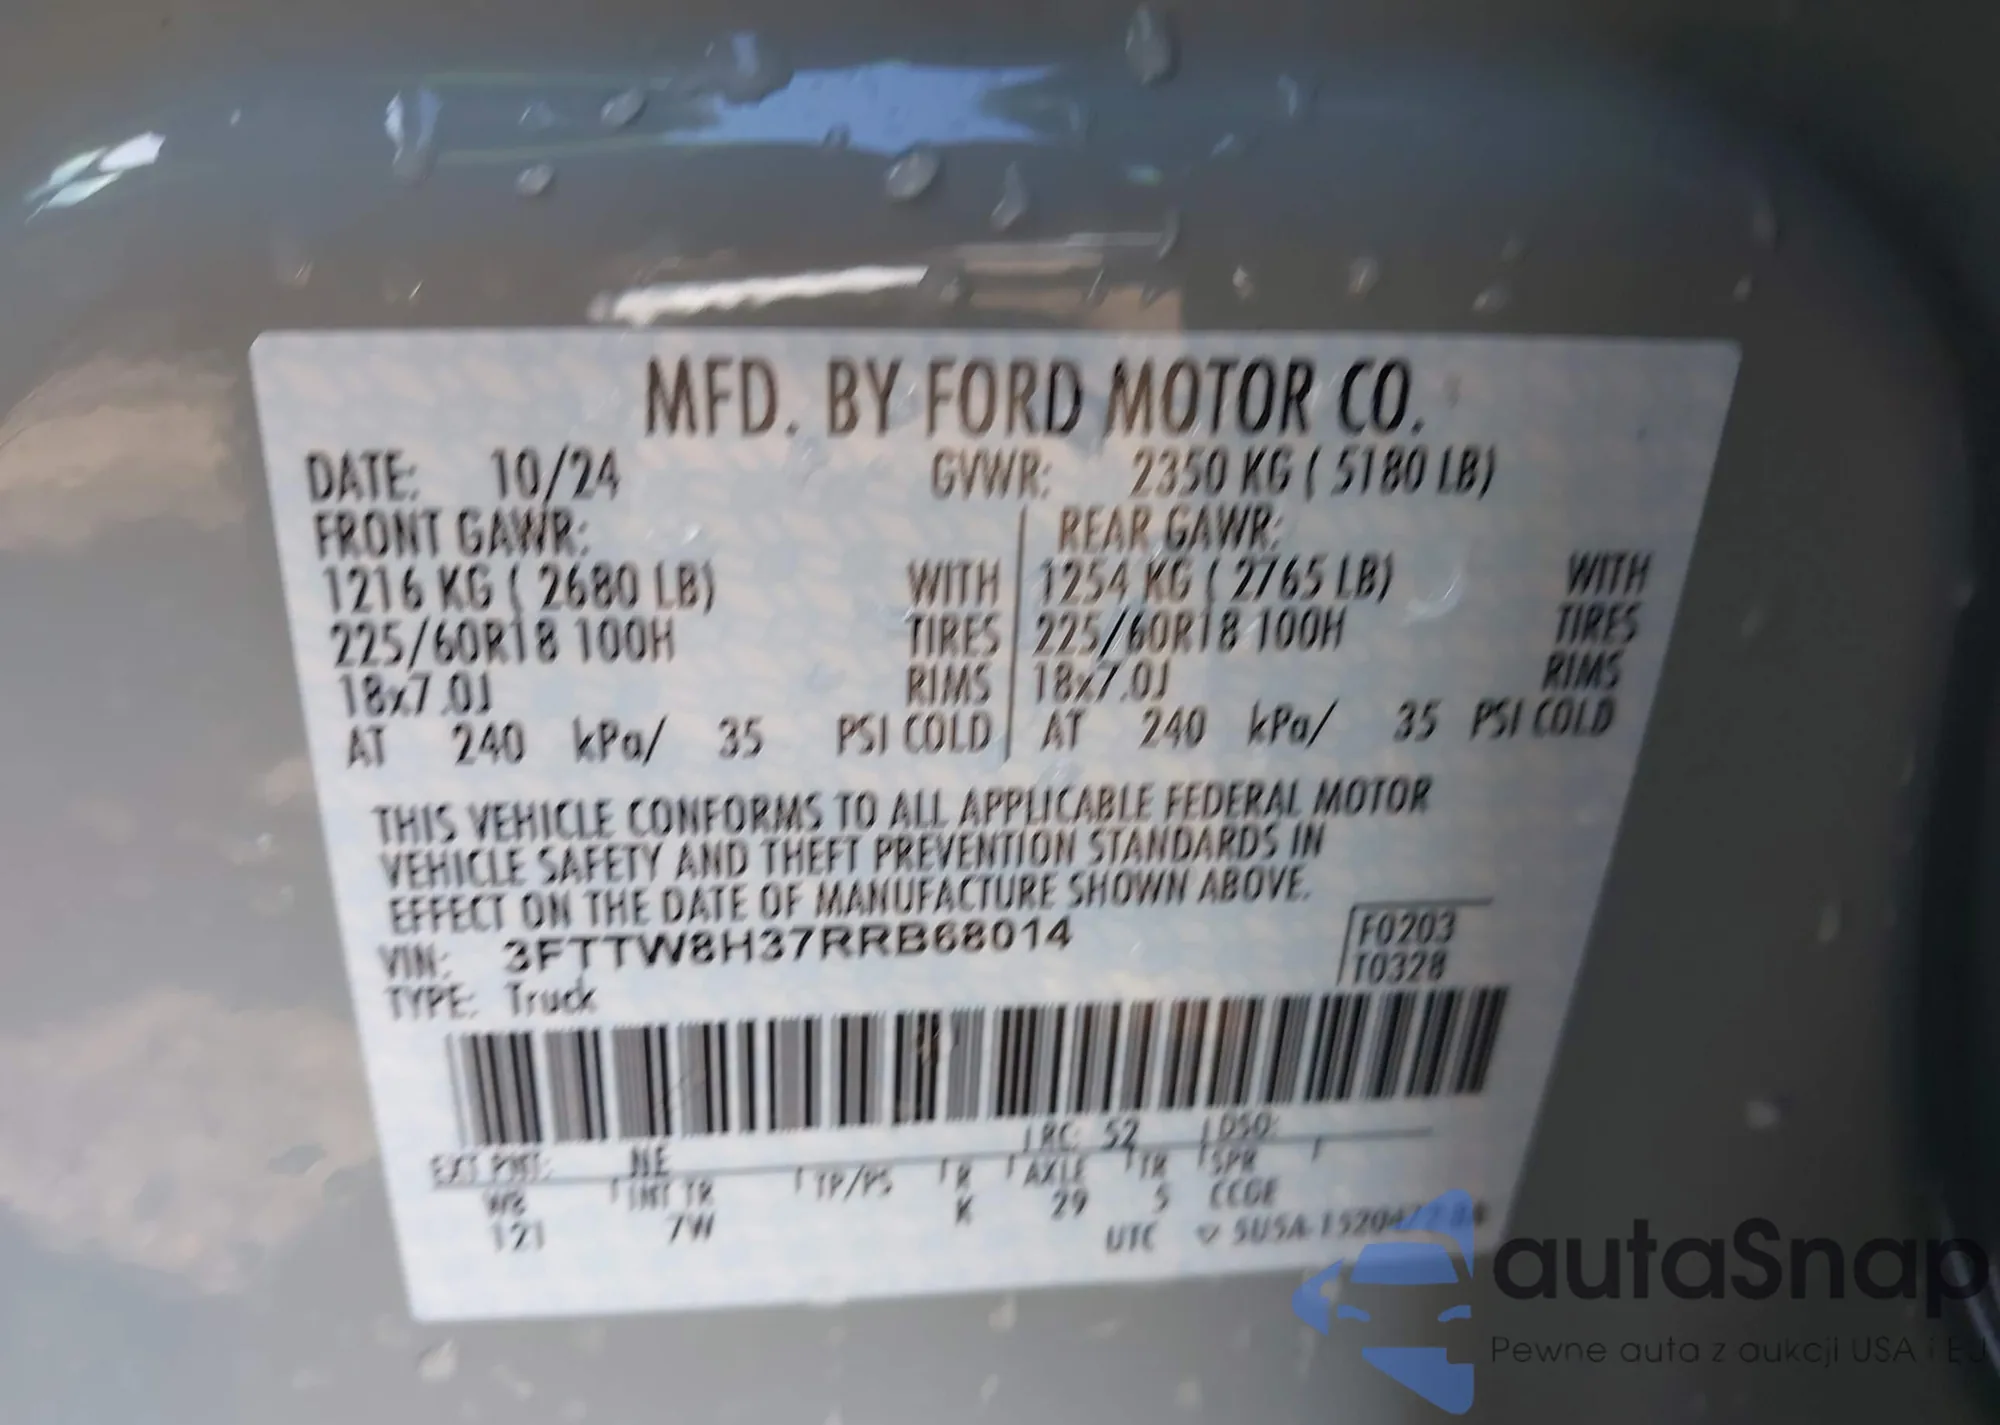 MFD. BY FORD MOTOR CO.
DATE: 10/24 GVWR: 2350 KG ( 5180 LB)
FRONT GAWR: REAR GAWR:
1216 KG ( 2680 LB) WITH 1254 KG ( 2765 LB) WITH
225/60R18 100H TIRES 225/60R18 100H TIRES
18x7.0J RIMS 18x7.0J RIMS
AT 240 kPa/ 35 PSI COLD AT 240 kPa/ 35 PSI COLD
THIS VEHICLE CONFORMS TO ALL APPLICABLE FEDERAL MOTOR
VEHICLE SAFETY AND THEFT PREVENTION STANDARDS IN
EFFECT ON THE DATE OF MANUFACTURE SHOWN ABOVE.
VIN: 3FTTW8H37RRB68014 F0203
TYPE: Truck T0328
EXT PNT: NE RC: 52 DSO:
WB INT TR TP/PS R AXLE TR SPR
121 7W K 29 5 CCGE
UTC
autaSnap
Pewne auta z aukcji USA i EU